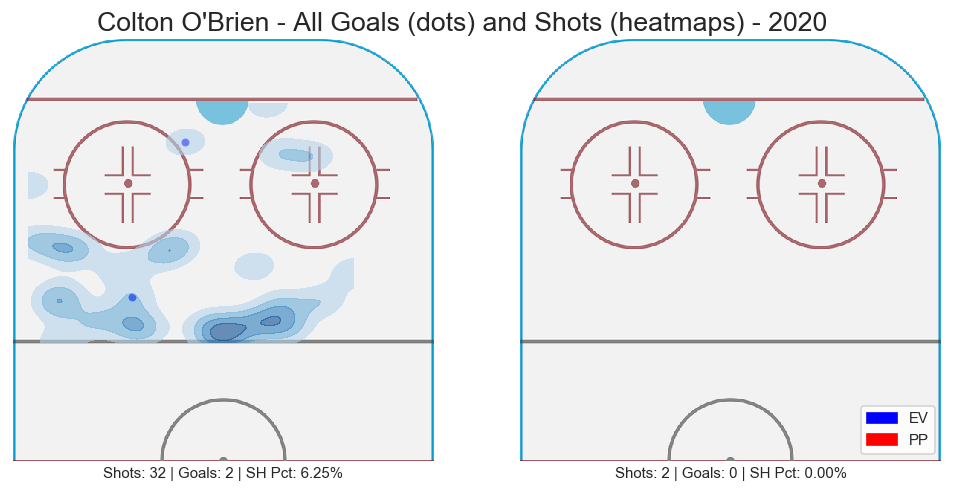 Colton O'Brien - All Goals (dots) and Shots (heatmaps) - 2020
EV
PP
Shots: 32 | Goals: 2 | SH Pct: 6.25%
Shots: 2 | Goals: 0 | SH Pct: 0.00%